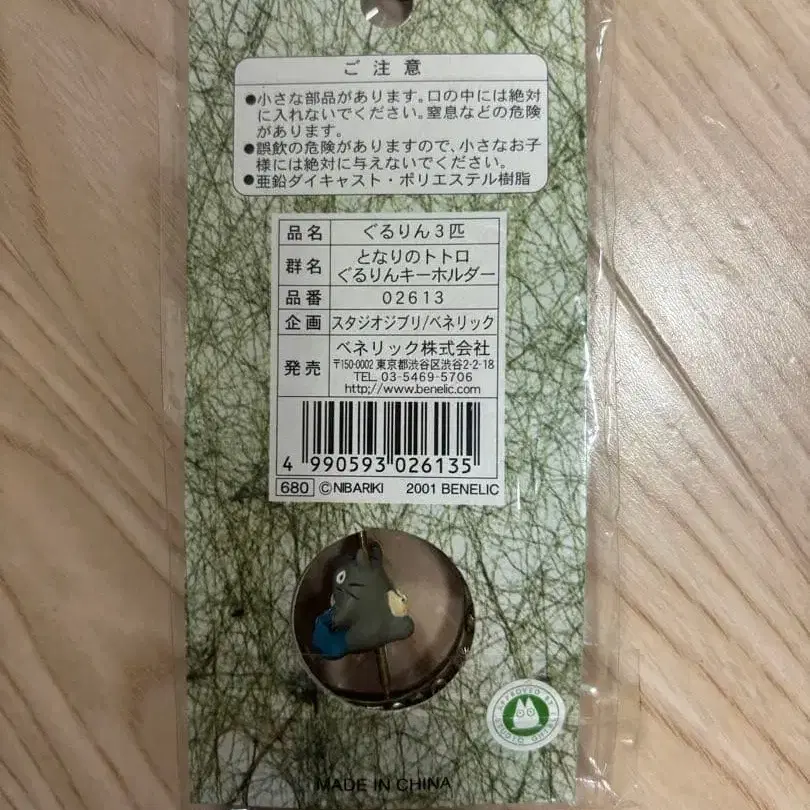 ご注意
●小さな部品があります。口の中には絶対
に入れないでください。窒息などの危険
があります。
●誤飲の危険がありますので、小さなお子
様には絶対に与えないでください。
●亜鉛ダイキャスト・ポリエステル樹脂
品名 ぐるりん3匹
群名 となりのトトロ
ぐるりんキーホルダー
品番 02613
企画 スタジオジブリ/ベネリック
発売 ベネリック株式会社
〒150-0002 東京都渋谷区渋谷2-2-18
TEL 03-5469-5706
http://www.benelic.com
4 990593 026135
680 ©NIBARIKI 2001 BENELIC
APPROVED BY
STUDIO GHIBLI
MADE IN CHINA